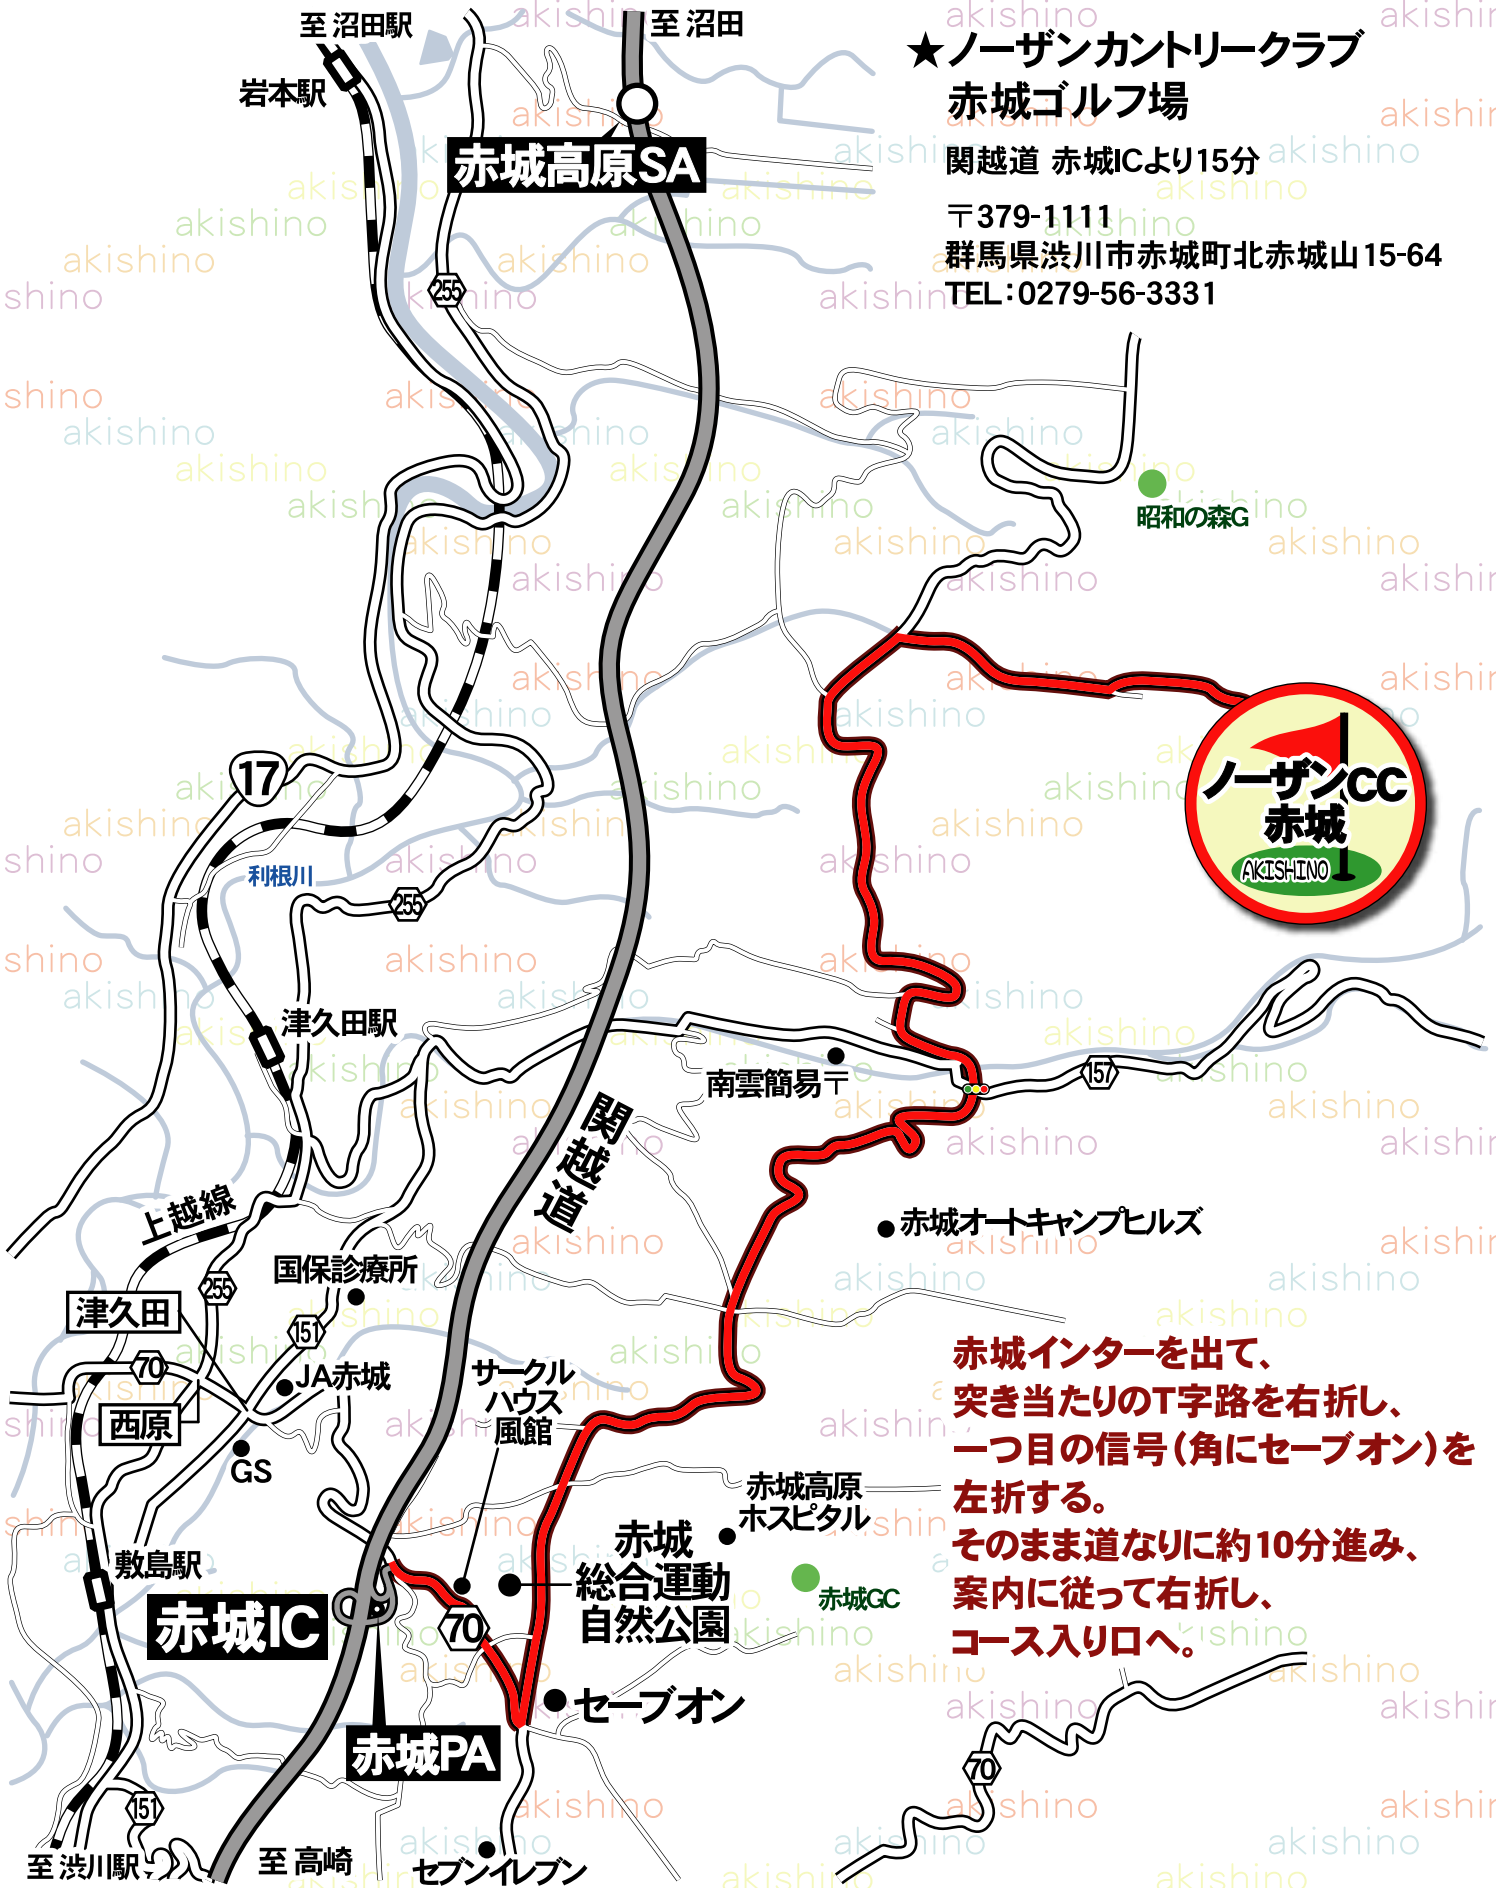 至 沼田駅
至 沼田
岩本駅
赤城高原SA
★ノーザンカントリークラブ
赤城ゴルフ場
関越道 赤城ICより15分
〒379-1111
群馬県渋川市赤城町北赤城山15-64
TEL:0279-56-3331
255
昭和の森G
17
利根川
255
ノーザンCC
赤城
AKISHINO
津久田駅
南雲簡易〒
157
関越道
上越線
赤城オートキャンプヒルズ
国保診療所
255
津久田
151
70
JA赤城
西原
GS
サークル
ハウス
風館
赤城インターを出て、
突き当たりのT字路を右折し、
一つ目の信号(角にセーブオン)を
左折する。
そのまま道なりに約10分進み、
案内に従って右折し、
コース入り口へ。
赤城高原
ホスピタル
赤城
総合運動
自然公園
赤城GC
敷島駅
赤城IC
70
セーブオン
赤城PA
70
151
至 渋川駅
至 高崎
セブンイレブン
akishino